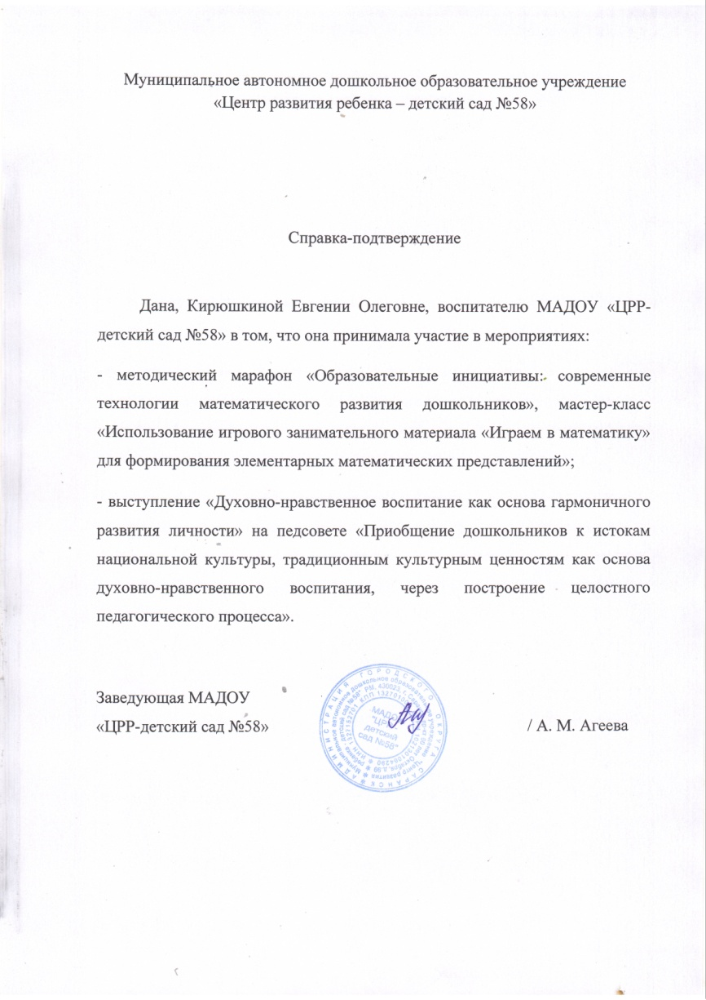 Муниципальное автономное дошкольное образовательное учреждение
«Центр развития ребенка – детский сад №58»
Справка-подтверждение
Дана, Кирюшкиной Евгении Олеговне, воспитателю МАДОУ «ЦРР-
детский сад №58» в том, что она принимала участие в мероприятиях:
- методический марафон «Образовательные инициативы: современные
технологии математического развития дошкольников», мастер-класс
«Использование игрового занимательного материала «Играем в математику»
для формирования элементарных математических представлений»;
- выступление «Духовно-нравственное воспитание как основа гармоничного
развития личности» на педсовете «Приобщение дошкольников к истокам
национальной культуры, традиционным культурным ценностям как основа
духовно-нравственного воспитания, через построение целостного
педагогического процесса».
Заведующая МАДОУ
«ЦРР-детский сад №58»
/ А. М. Агеева
АДМИНИСТРАЦИЯ ГОРОДСКОГО ОКРУГА САРАНСК
МАДОУ
"ЦРР
детский
сад №58"